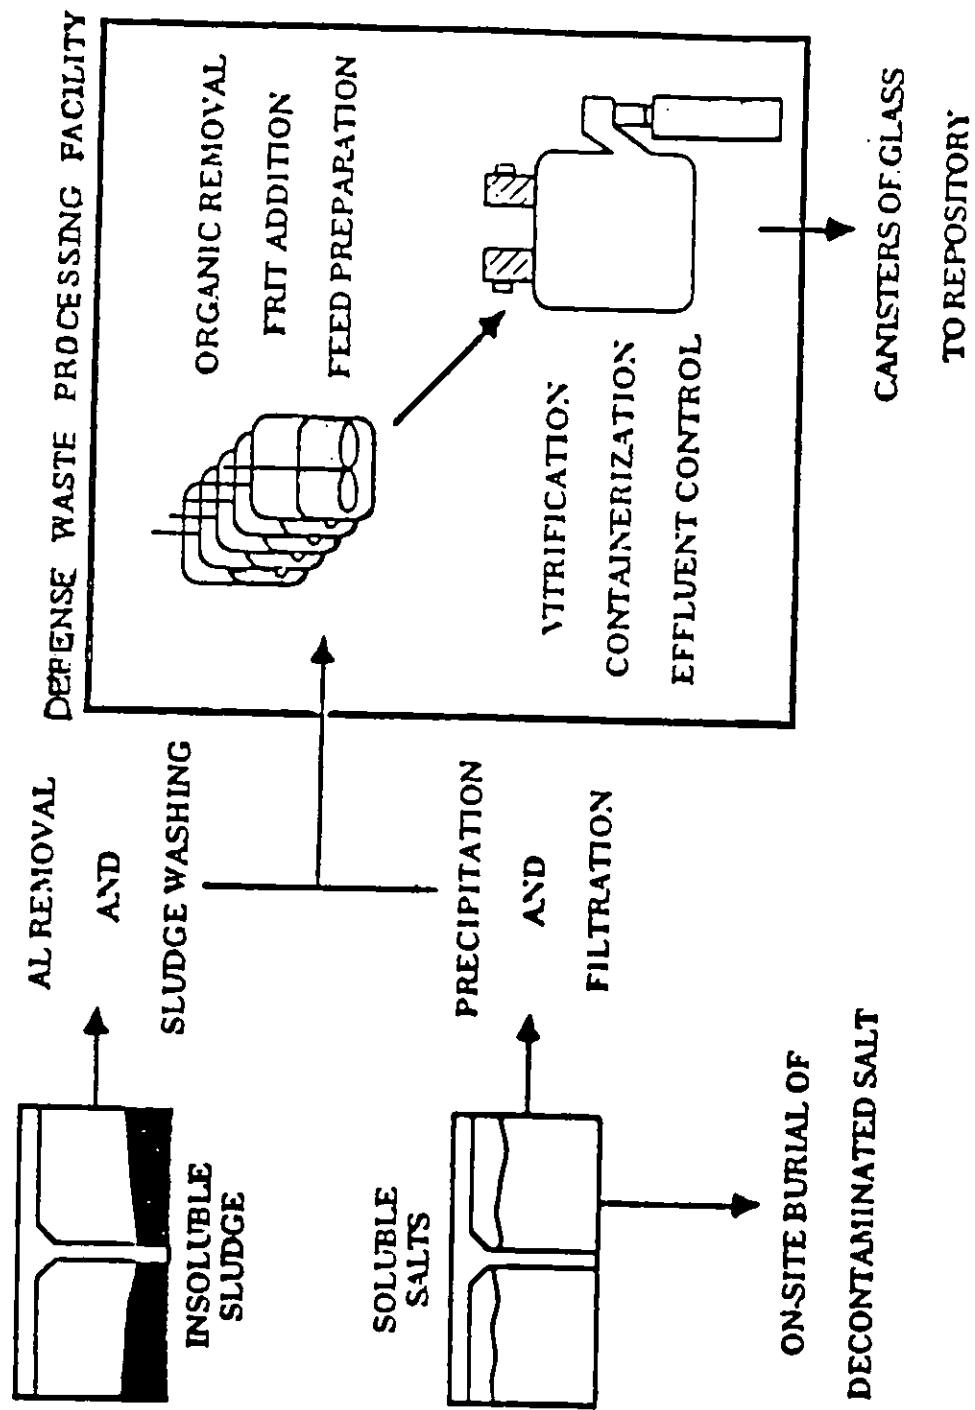 DEFENSE WASTE PROCESSING FACILITY
AL REMOVAL
AND
SLUDGE WASHING
INSOLUBLE
SLUDGE
ORGANIC REMOVAL
FRIT ADDITION
FEED PREPARATION
SOLUBLE
SALTS
PRECIPITATION
AND
FILTRATION
VITRIFICATION
CONTAINERIZATION
EFFLUENT CONTROL
ON-SITE BURIAL OF
DECONTAMINATED SALT
CANISTERS OF GLASS
TO REPOSITORY